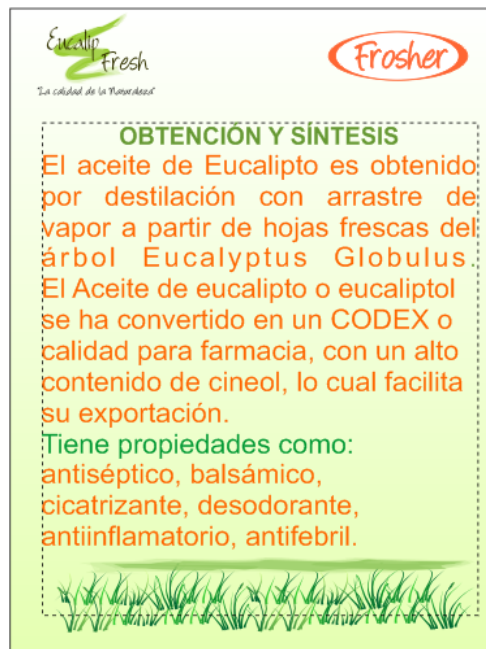 Eucalip
Fresh
"La calidad de la Naturaleza"
Frosher
OBTENCIÓN Y SÍNTESIS
El aceite de Eucalipto es obtenido
por destilación con arrastre de
vapor a partir de hojas frescas del
árbol Eucalyptus Globulus.
El Aceite de eucalipto o eucaliptol
se ha convertido en un CODEX o
calidad para farmacia, con un alto
contenido de cineol, lo cual facilita
su exportación.
Tiene propiedades como:
antiséptico, balsámico,
cicatrizante, desodorante,
antiinflamatorio, antifebril.